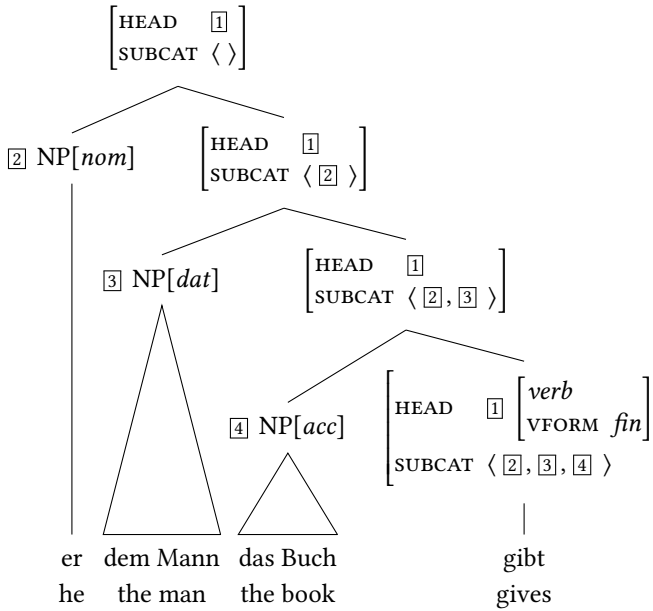 HEAD 1
SUBCAT ⟨ ⟩
2 NP[nom]
HEAD 1
SUBCAT ⟨ 2 ⟩
3 NP[dat]
HEAD 1
SUBCAT ⟨ 2 , 3 ⟩
4 NP[acc]
HEAD 1 [verb
VFORM fin]
SUBCAT ⟨ 2 , 3 , 4 ⟩
er dem Mann das Buch gibt
he the man the book gives